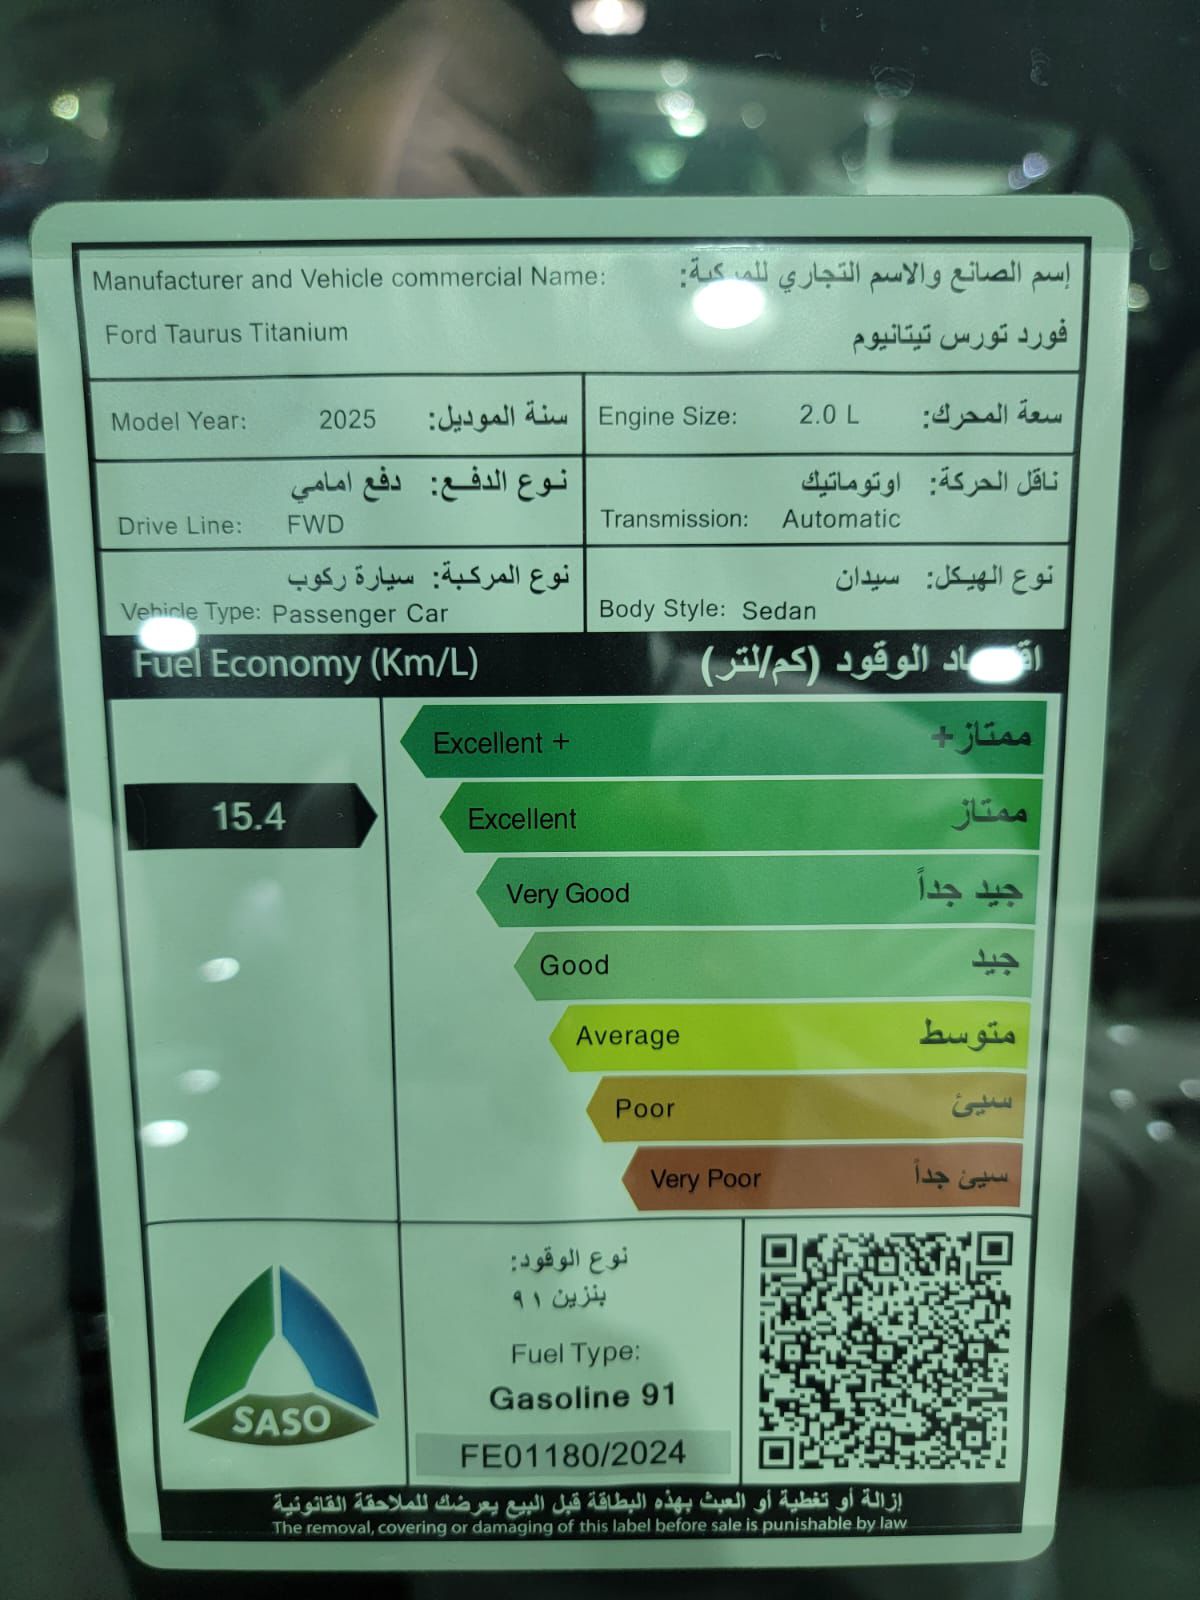 Manufacturer and Vehicle commercial Name: إسم الصانع والاسم التجاري للمركبة:
Ford Taurus Titanium فورد تورس تيتانيوم
Model Year: 2025 سنة الموديل:
Engine Size: 2.0 L سعة المحرك:
نوع الدفع: دفع امامي
Drive Line: FWD
ناقل الحركة: اوتوماتيك
Transmission: Automatic
نوع المركبة: سيارة ركوب
Vehicle Type: Passenger Car
نوع الهيكل: سيدان
Body Style: Sedan
Fuel Economy (Km/L) اقتصاد الوقود (كم/لتر)
Excellent + ممتاز+
15.4
Excellent ممتاز
Very Good جيد جداً
Good جيد
Average متوسط
Poor سيئ
Very Poor سيئ جداً
SASO
نوع الوقود:
بنزين ٩١
Fuel Type:
Gasoline 91
FE01180/2024
إزالة أو تغطية أو العبث بهذه البطاقة قبل البيع يعرضك للملاحقة القانونية
The removal, covering or damaging of this label before sale is punishable by law